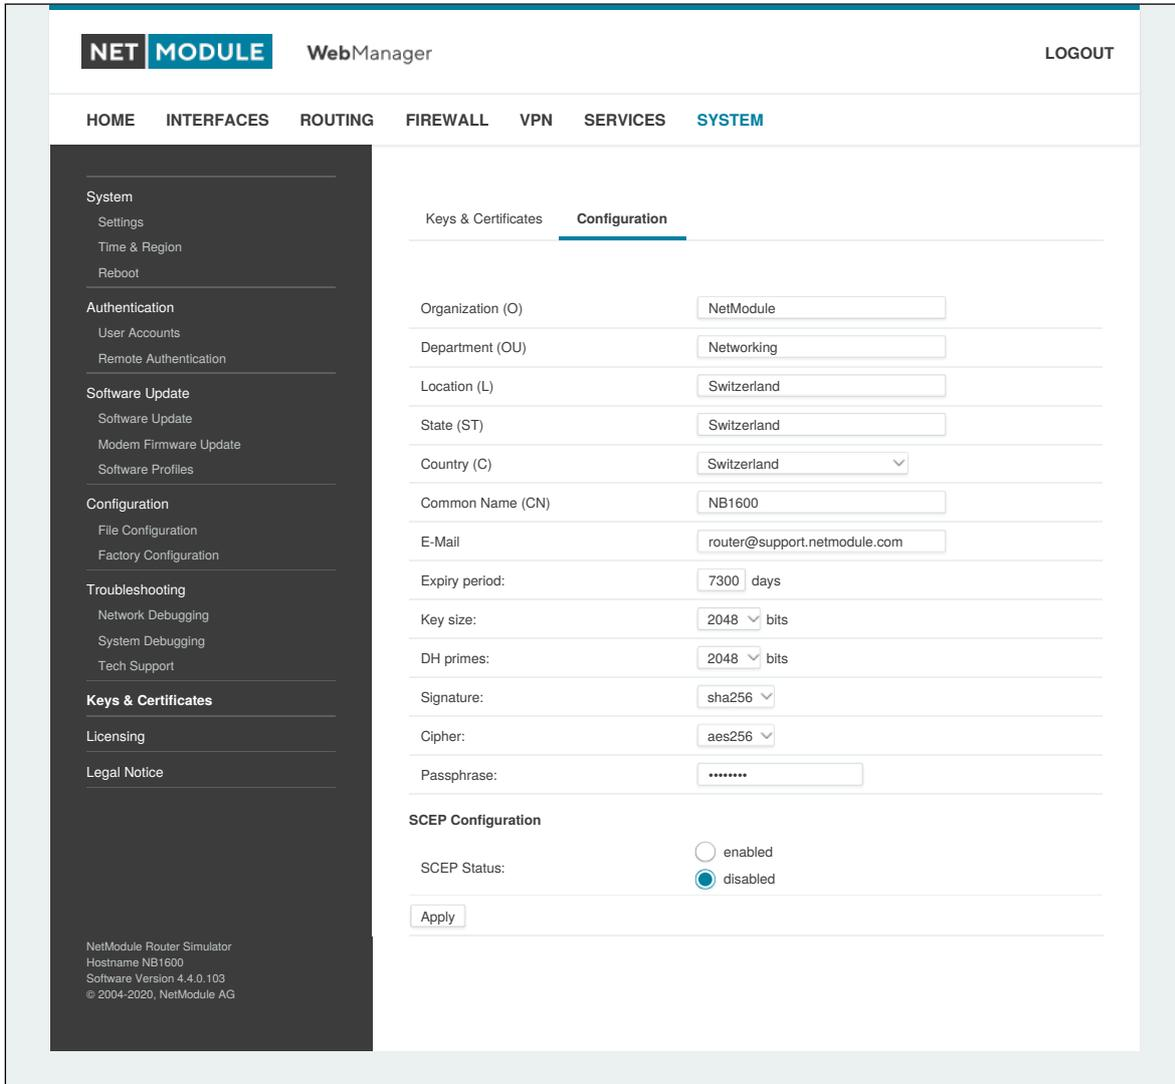 NET MODULE WebManager LOGOUT
HOME INTERFACES ROUTING FIREWALL VPN SERVICES SYSTEM
System
Settings
Time & Region
Reboot
Authentication
User Accounts
Remote Authentication
Software Update
Software Update
Modem Firmware Update
Software Profiles
Configuration
File Configuration
Factory Configuration
Troubleshooting
Network Debugging
System Debugging
Tech Support
Keys & Certificates
Licensing
Legal Notice
NetModule Router Simulator
Hostname NB1600
Software Version 4.4.0.103
© 2004-2020, NetModule AG
Keys & Certificates Configuration
Organization (O) NetModule
Department (OU) Networking
Location (L) Switzerland
State (ST) Switzerland
Country (C) Switzerland
Common Name (CN) NB1600
E-Mail router@support.netmodule.com
Expiry period: 7300 days
Key size: 2048 bits
DH primes: 2048 bits
Signature: sha256
Cipher: aes256
Passphrase: ••••••••
SCEP Configuration
SCEP Status: enabled
disabled
Apply